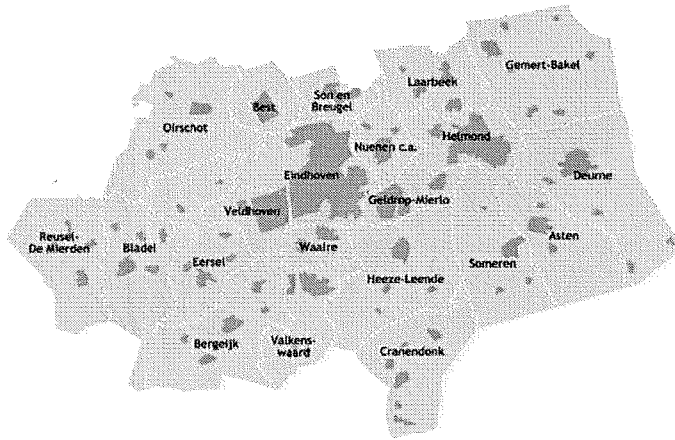 Gemert-Bakel
Laarbeek
Son en
Breugel
Best
Oirschot
Helmond
Nuenen c.a.
Eindhoven
Deurne
Geldrop-Mierlo
Veldhoven
Reusel-
De Mierden
Bladel
Eersel
Waalre
Asten
Someren
Heeze-Leende
Bergeijk
Valkens-
waard
Cranendonk